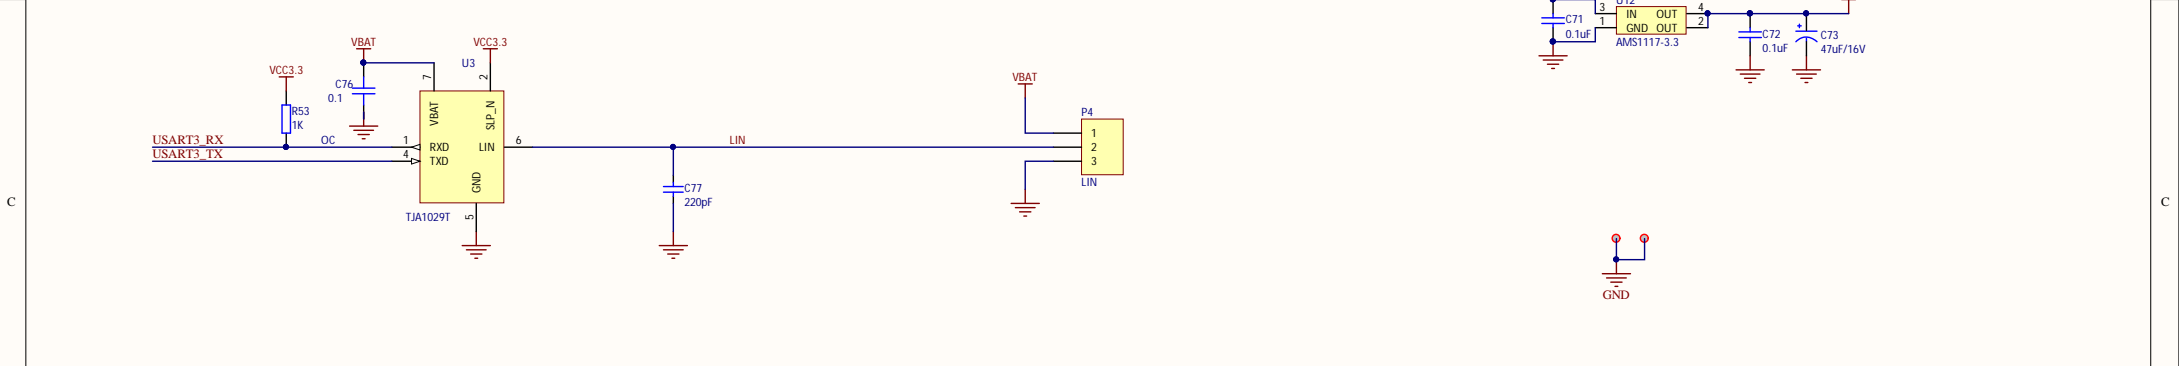 VBAT
VCC3.3
U3
VCC3.3
C76
0.1
7
2
VBAT
SLP_N
R53
1K
USART3_RX
OC
1
RXD
LIN
6
LIN
USART3_TX
4
TXD
GND
TJA1029T
5
C77
220pF
VBAT
P4
1
2
3
LIN
C71
0.1uF
3
IN
OUT
4
1
GND
OUT
2
AMS1117-3.3
C72
0.1uF
C73
47uF/16V
GND
C
C